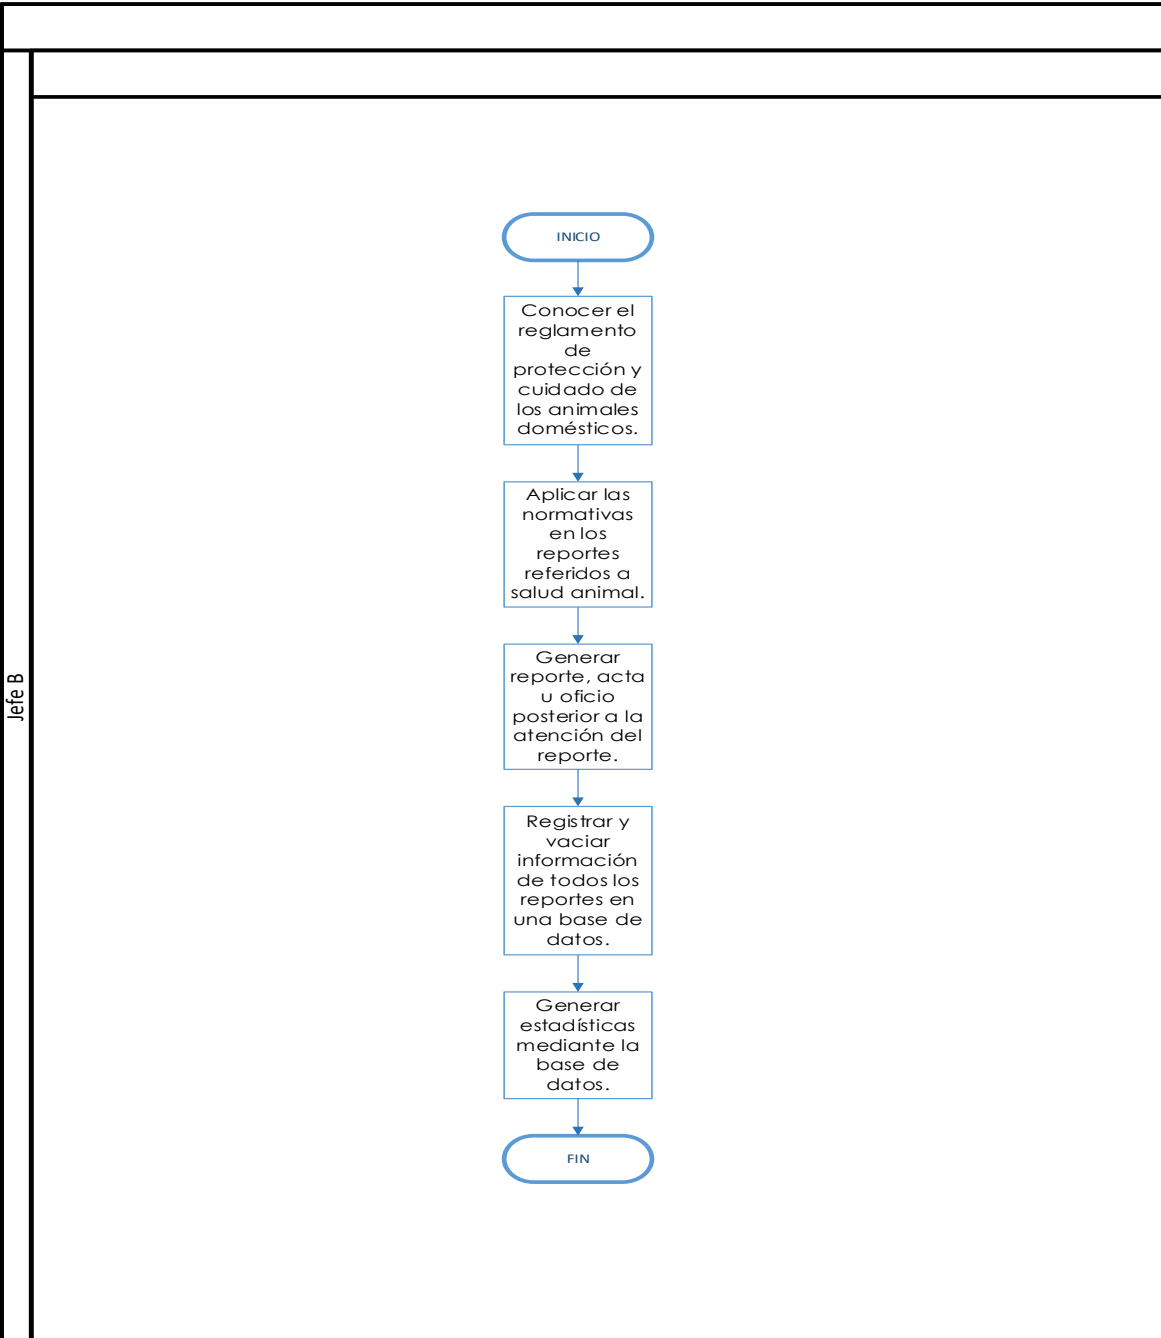 INICIO
Conocer el
reglamento
de
protección y
cuidado de
los animales
domésticos.
Aplicar las
normativas
en los
reportes
referidos a
salud animal.
Generar
reporte, acta
u oficio
posterior a la
atención del
reporte.
Jefe B
Registrar y
vaciar
información
de todos los
reportes en
una base de
datos.
Generar
estadísticas
mediante la
base de
datos.
FIN